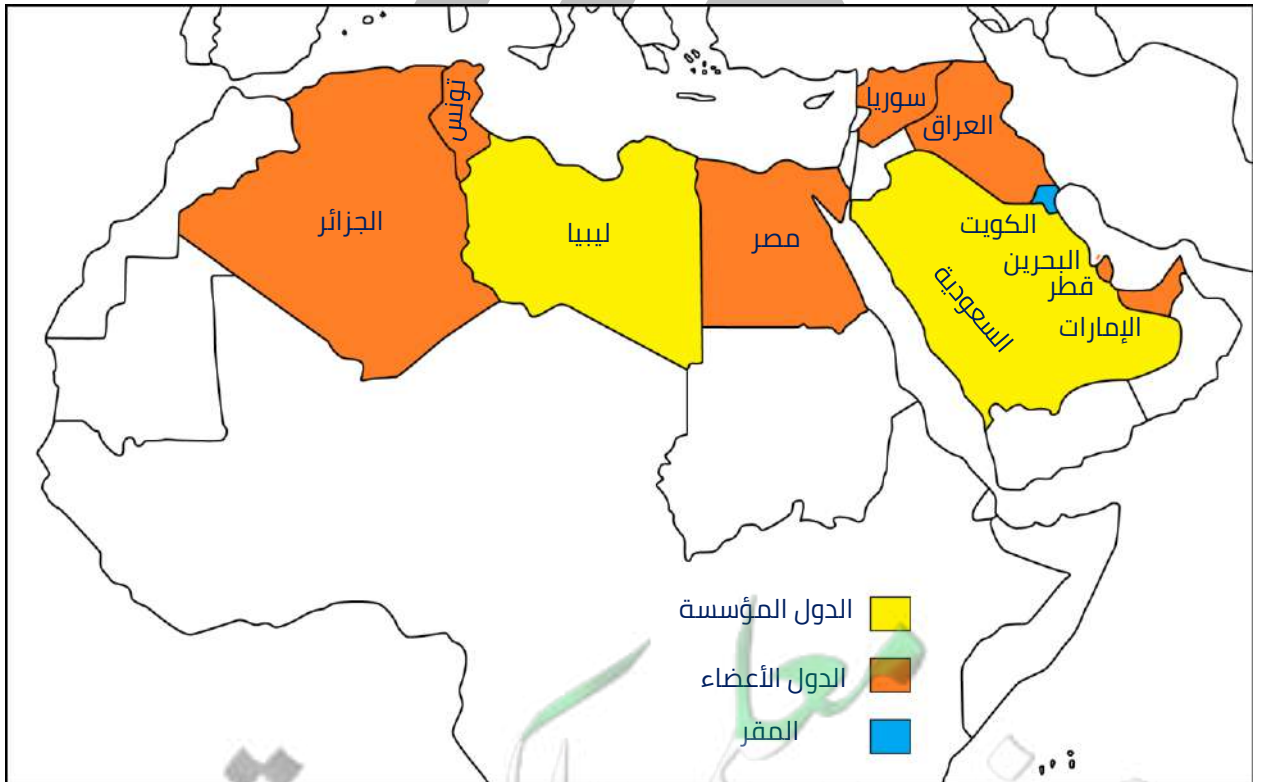 تونس
سوريا
العراق
الجزائر
ليبيا
مصر
الكويت
البحرين
قطر
السعودية
الإمارات
الدول المؤسسة
الدول الأعضاء
المقر